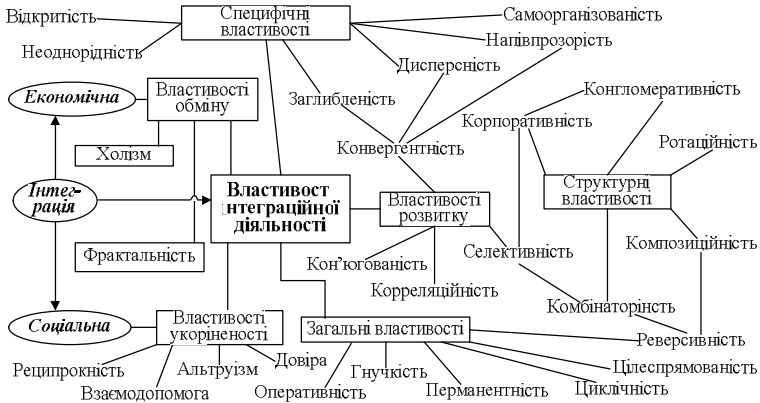 Відкритість
Специфічні
властивості
Самоорганізованість
Напівпрозорість
Неоднорідність
Дисперсність
Економічна
Властивості
обміну
Заглибленість
Конгломеративність
Корпоративність
Холізм
Конвергентність
Ротаційність
Інтег-
рація
Властивост
інтеграційної
діяльності
Властивості
розвитку
Структурні
властивості
Фрактальність
Кон’югованість
Селективність
Композиційність
Корреляційність
Комбінаторінсть
Соціальна
Властивості
укоріненості
Загальні властивості
Реверсивність
Реципрокність
Альтруїзм
Довіра
Гнучкість
Цілеспрямованість
Взаємодопомога
Оперативність
Перманентність
Циклічність